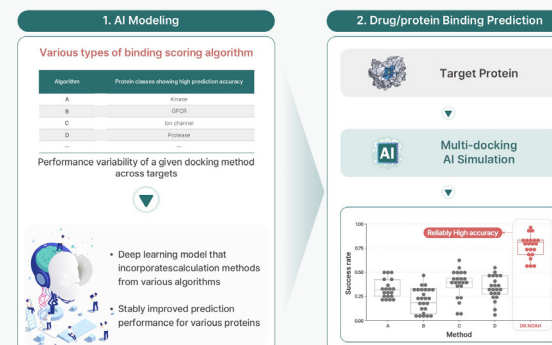 1. AI Modeling
Various types of binding scoring algorithm
Algorithm Protein classes showing high prediction accuracy
A Kinase
B GPCR
C Ion channel
D Protease
... ...
Performance variability of a given docking method
across targets
• Deep learning model that
incorporatescalculation methods
from various algorithms
• Stably improved prediction
performance for various proteins
2. Drug/protein Binding Prediction
Target Protein
AI
Multi-docking
AI Simulation
Reliably High accuracy
Success rate
1.00
0.75
0.50
0.25
0.00
A B C D DR.NOAH
Method